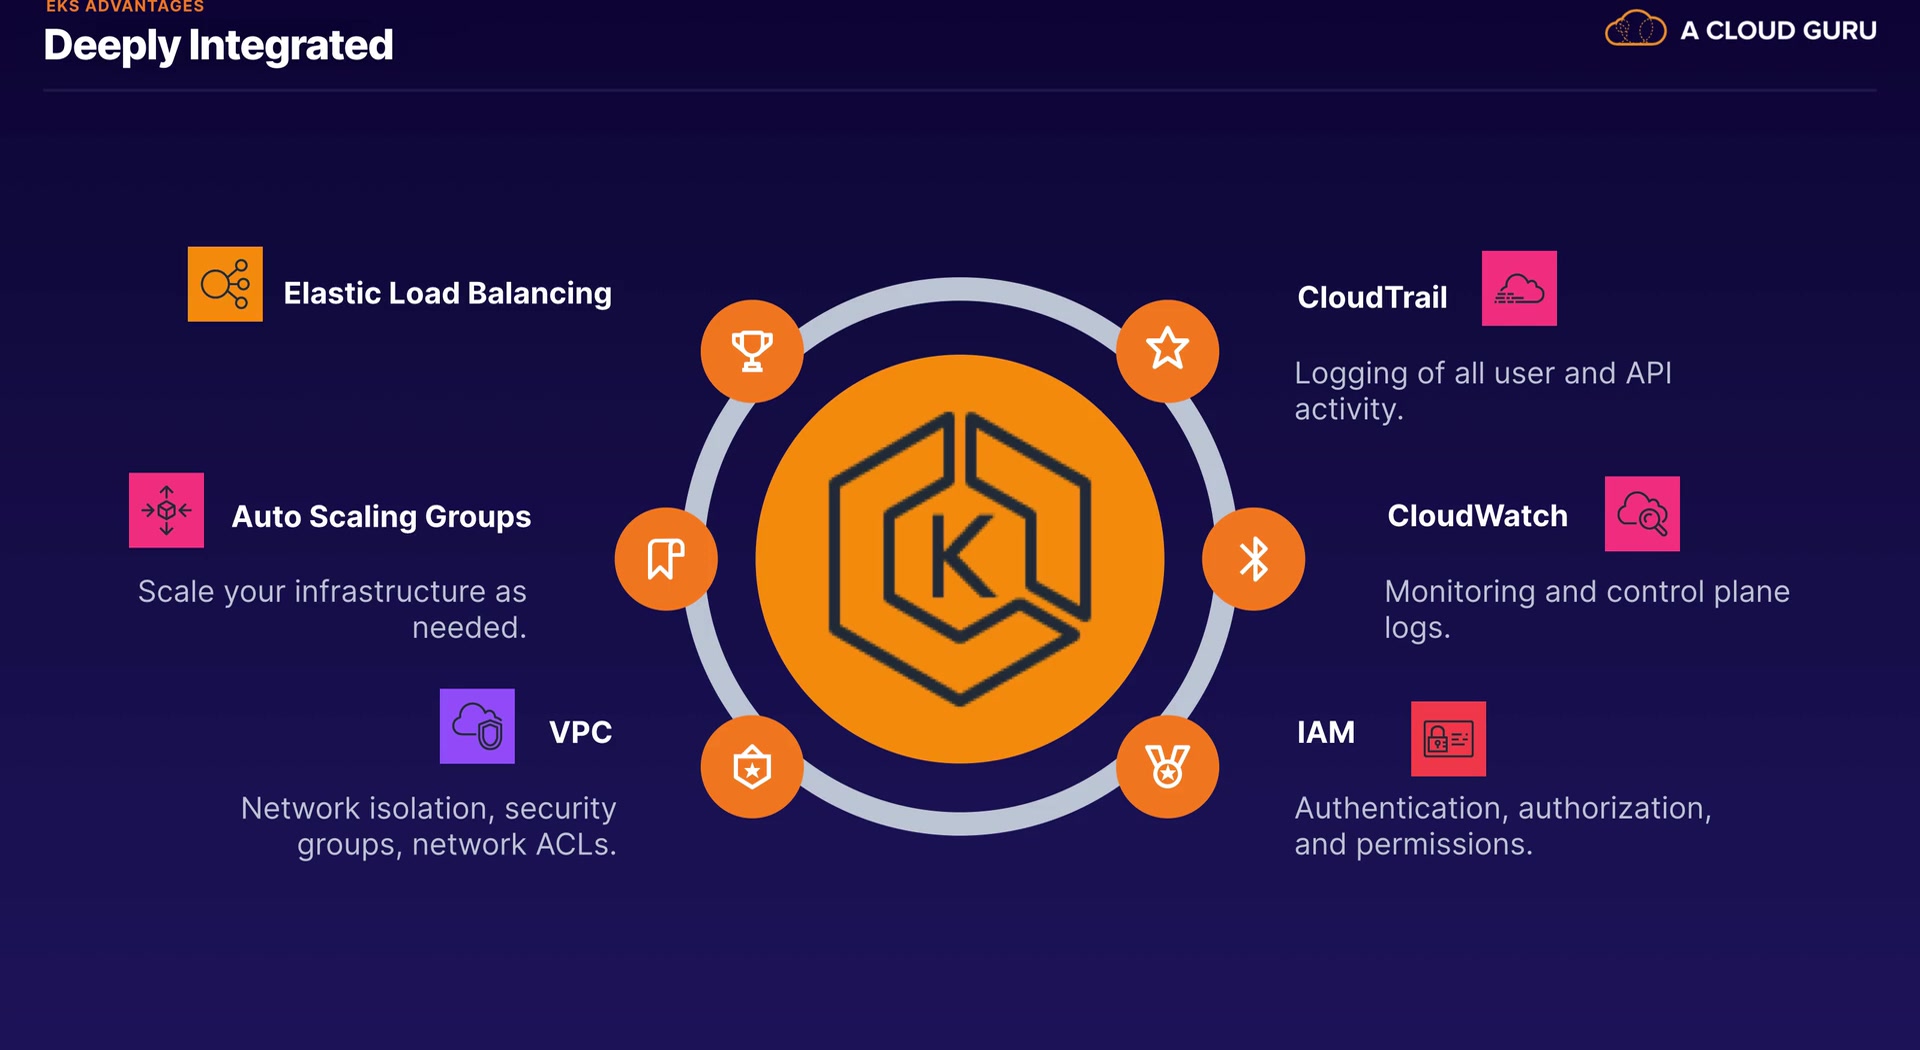 EKS ADVANTAGES
Deeply Integrated
A CLOUD GURU
Elastic Load Balancing
Auto Scaling Groups
Scale your infrastructure as
needed.
VPC
Network isolation, security
groups, network ACLs.
K
CloudTrail
Logging of all user and API
activity.
CloudWatch
Monitoring and control plane
logs.
IAM
Authentication, authorization,
and permissions.